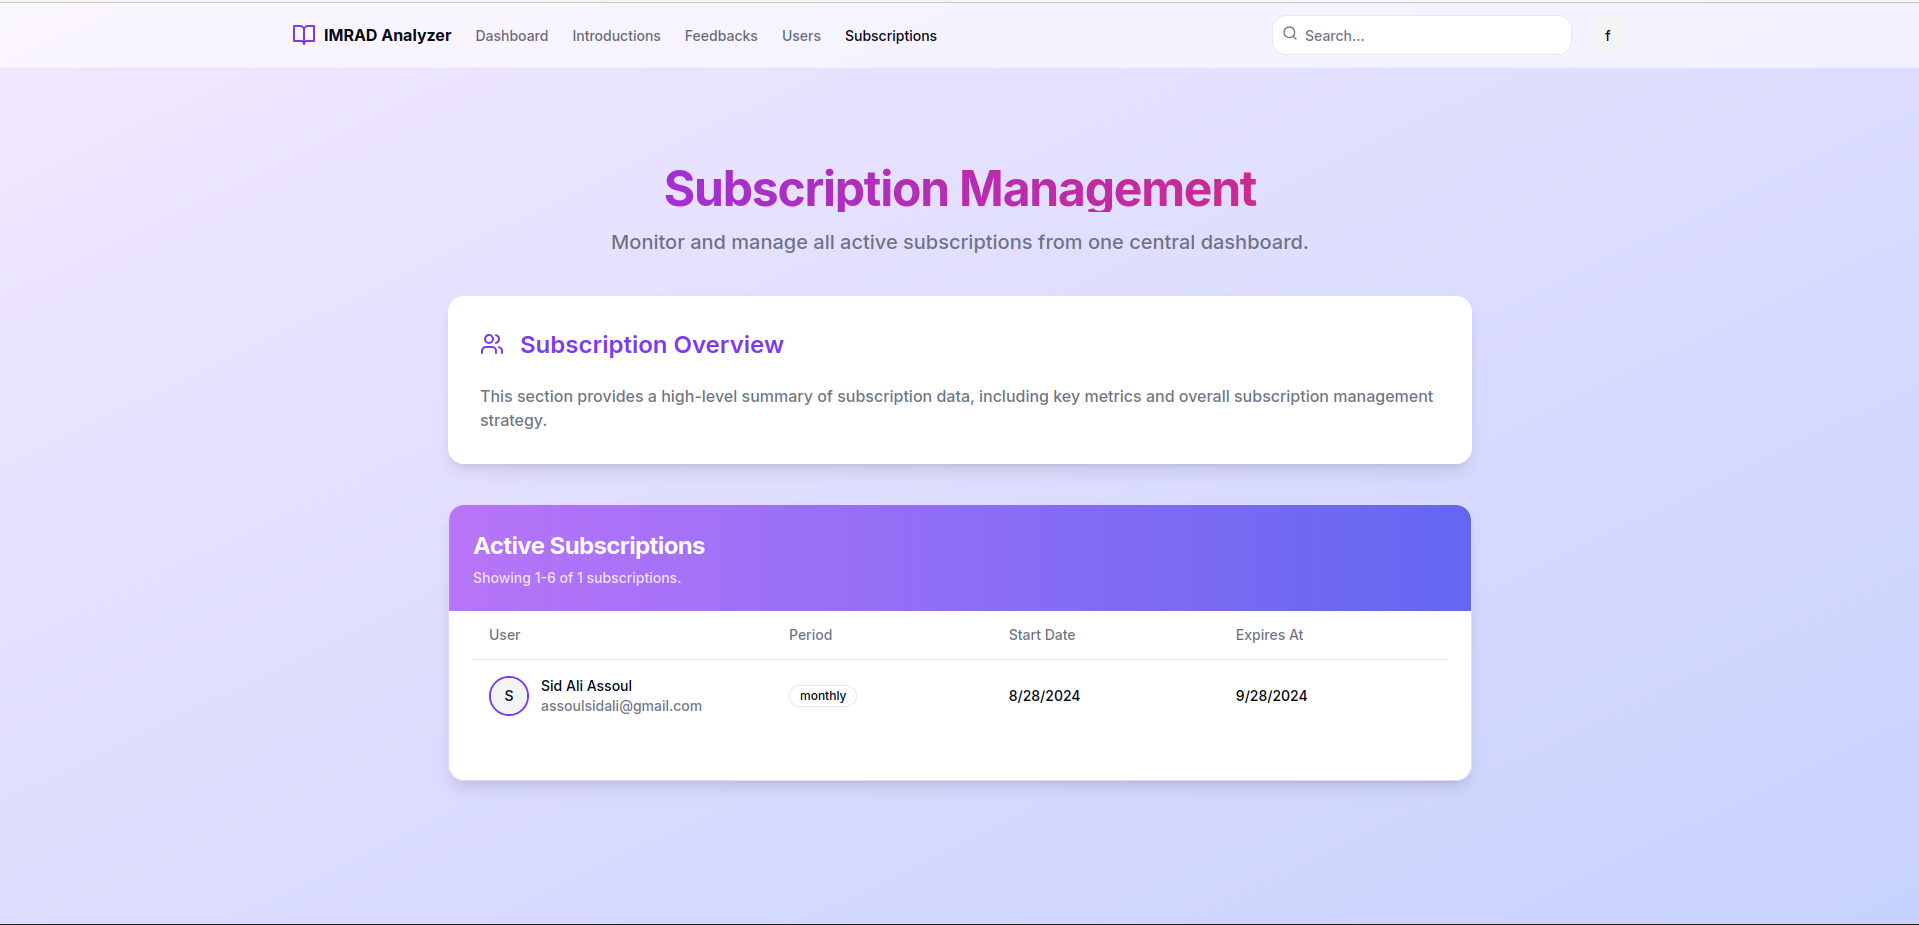 IMRAD Analyzer Dashboard Introductions Feedbacks Users Subscriptions Search... f
Subscription Management
Monitor and manage all active subscriptions from one central dashboard.
Subscription Overview
This section provides a high-level summary of subscription data, including key metrics and overall subscription management
strategy.
Active Subscriptions
Showing 1-6 of 1 subscriptions.
User Period Start Date Expires At
S Sid Ali Assoul monthly 8/28/2024 9/28/2024
assoulsidali@gmail.com